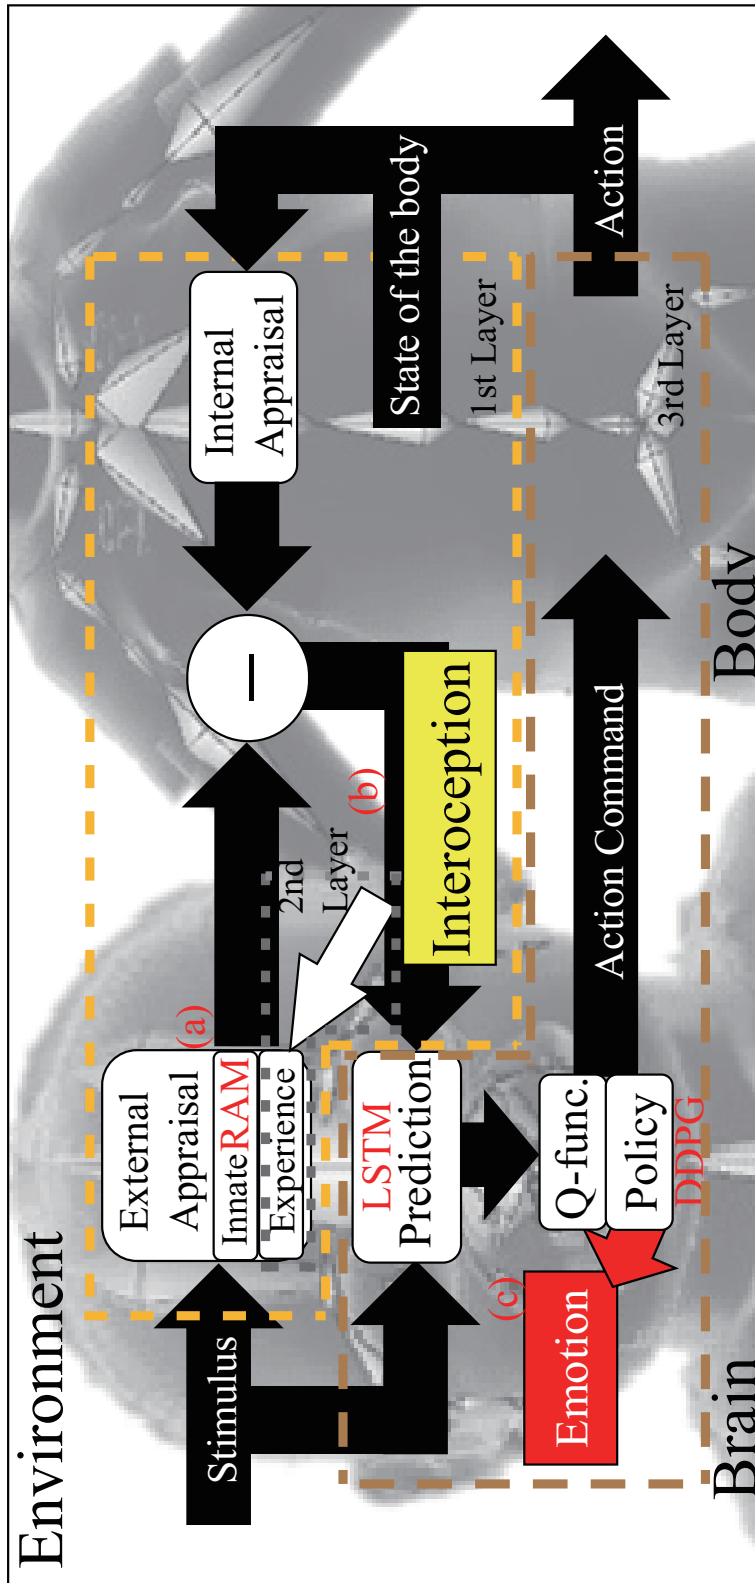 Environment
Stimulus
External
Appraisal
Innate RAM
Experience
(a)
2nd
Layer
−
Internal
Appraisal
State of the body
1st Layer
(b)
Interoception
LSTM
Prediction
(c)
Emotion
Q-func.
Policy
DDPG
Action Command
Action
3rd Layer
Brain
Body